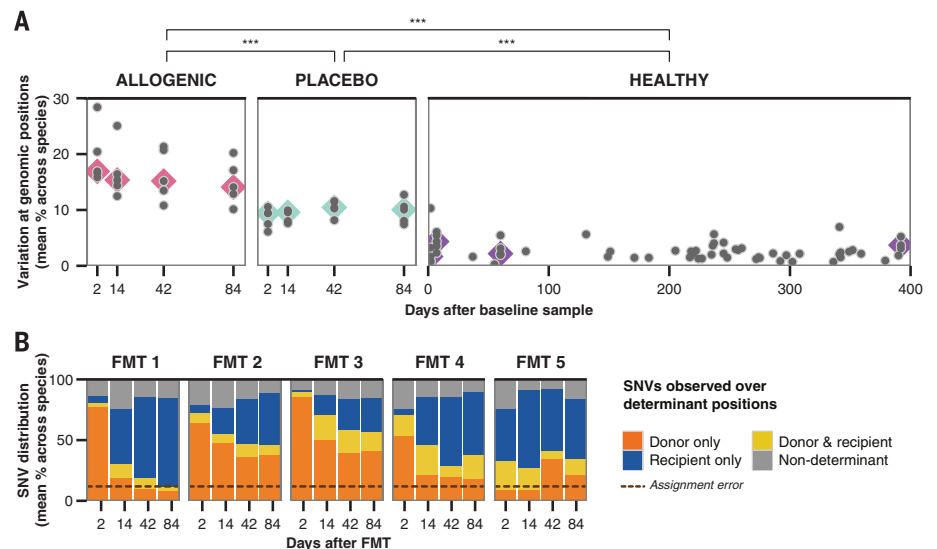 A
***
***
***
ALLOGENIC
PLACEBO
HEALTHY
Variation at genomic positions
(mean % across species)
30
20
10
0
2 14 42 84
2 14 42 84
0 100 200 300 400
Days after baseline sample
B
FMT 1
FMT 2
FMT 3
FMT 4
FMT 5
SNV distribution
(mean % across species)
100
50
0
2 14 42 84
2 14 42 84
2 14 42 84
2 14 42 84
2 14 42 84
Days after FMT
SNVs observed over
determinant positions
Donor only
Recipient only
Donor & recipient
Non-determinant
Assignment error